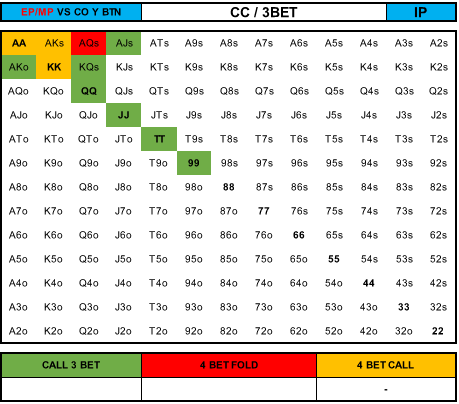 EP/MP VS CO Y BTN CC / 3BET IP
AA AKs AQs AJs ATs A9s A8s A7s A6s A5s A4s A3s A2s
AKo KK KQs KJs KTs K9s K8s K7s K6s K5s K4s K3s K2s
AQo KQo QQ QJs QTs Q9s Q8s Q7s Q6s Q5s Q4s Q3s Q2s
AJo KJo QJo JJ JTs J9s J8s J7s J6s J5s J4s J3s J2s
ATo KTo QTo JTo TT T9s T8s T7s T6s T5s T4s T3s T2s
A9o K9o Q9o J9o T9o 99 98s 97s 96s 95s 94s 93s 92s
A8o K8o Q8o J8o T8o 98o 88 87s 86s 85s 84s 83s 82s
A7o K7o Q7o J7o T7o 97o 87o 77 76s 75s 74s 73s 72s
A6o K6o Q6o J6o T6o 96o 86o 76o 66 65s 64s 63s 62s
A5o K5o Q5o J5o T5o 95o 85o 75o 65o 55 54s 53s 52s
A4o K4o Q4o J4o T4o 94o 84o 74o 64o 54o 44 43s 42s
A3o K3o Q3o J3o T3o 93o 83o 73o 63o 53o 43o 33 32s
A2o K2o Q2o J2o T2o 92o 82o 72o 62o 52o 42o 32o 22
CALL 3 BET 4 BET FOLD 4 BET CALL
-